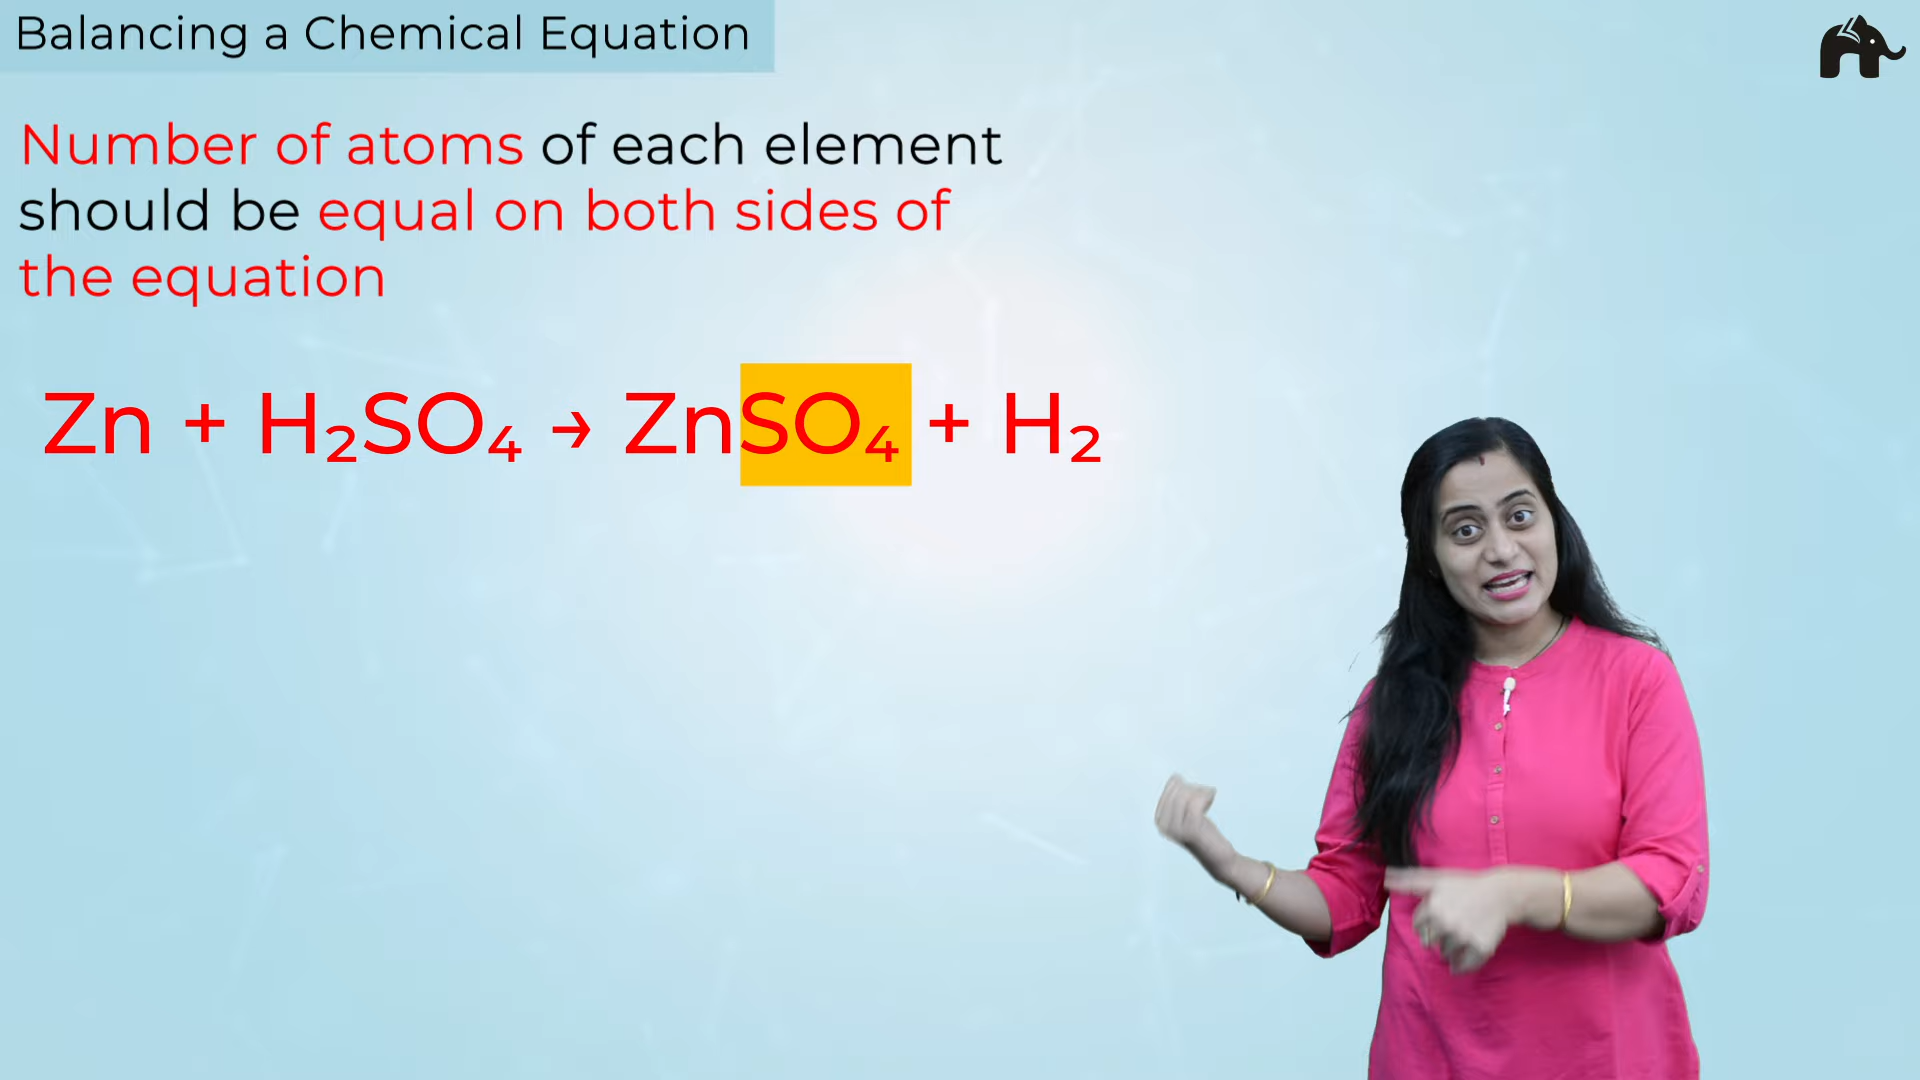 Balancing a Chemical Equation
Number of atoms of each element
should be equal on both sides of
the equation
Zn + H₂SO₄ → ZnSO₄ + H₂